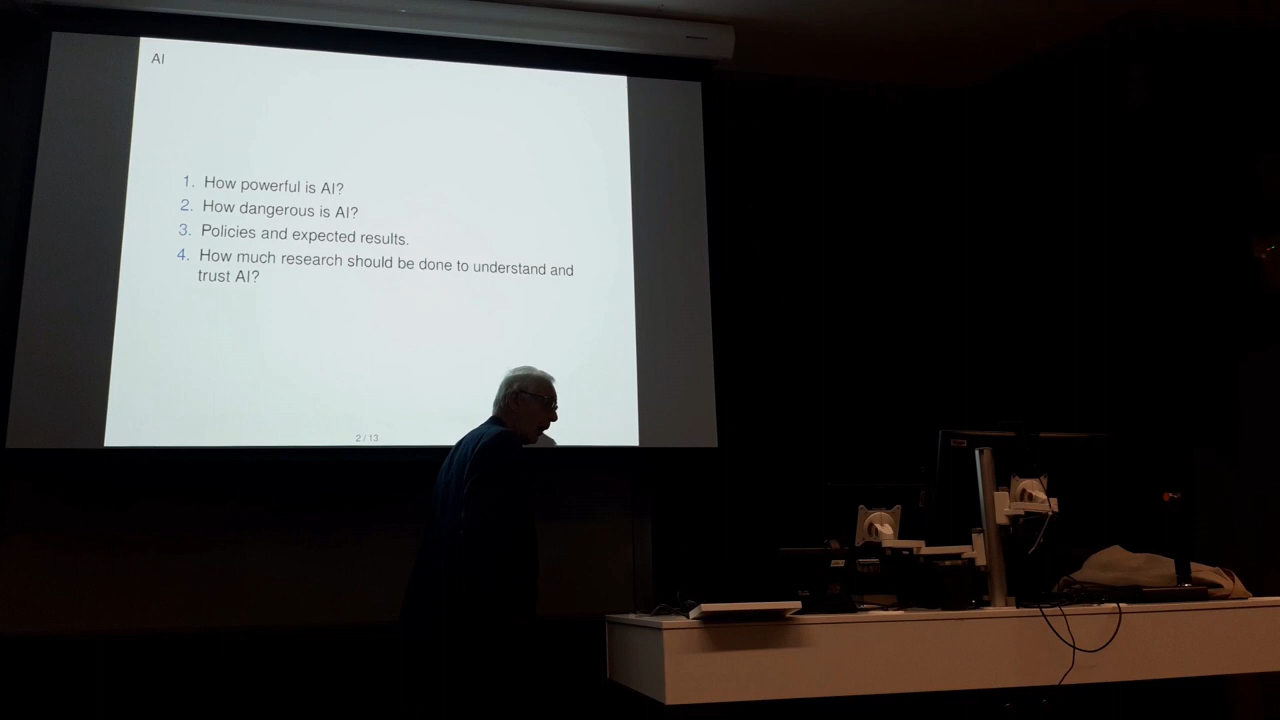 AI
1. How powerful is AI?
2. How dangerous is AI?
3. Policies and expected results.
4. How much research should be done to understand and
trust AI?
2 / 13